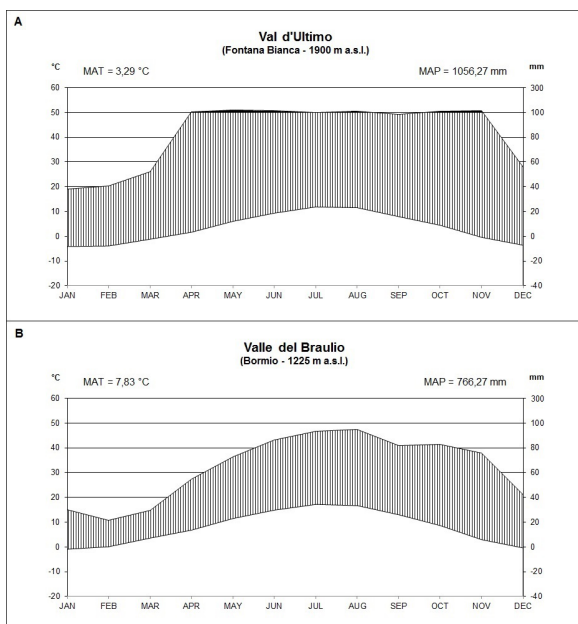 A
Val d'Ultimo
(Fontana Bianca - 1900 m a.s.l.)
°C MAT = 3,29 °C MAP = 1056,27 mm mm
60 300
50 100
40 80
30 60
20 40
10 20
0 0
-10 -20
-20 -40
JAN FEB MAR APR MAY JUN JUL AUG SEP OCT NOV DEC
B
Valle del Braulio
(Bormio - 1225 m a.s.l.)
°C MAT = 7,83 °C MAP = 766,27 mm mm
60 300
50 100
40 80
30 60
20 40
10 20
0 0
-10 -20
-20 -40
JAN FEB MAR APR MAY JUN JUL AUG SEP OCT NOV DEC